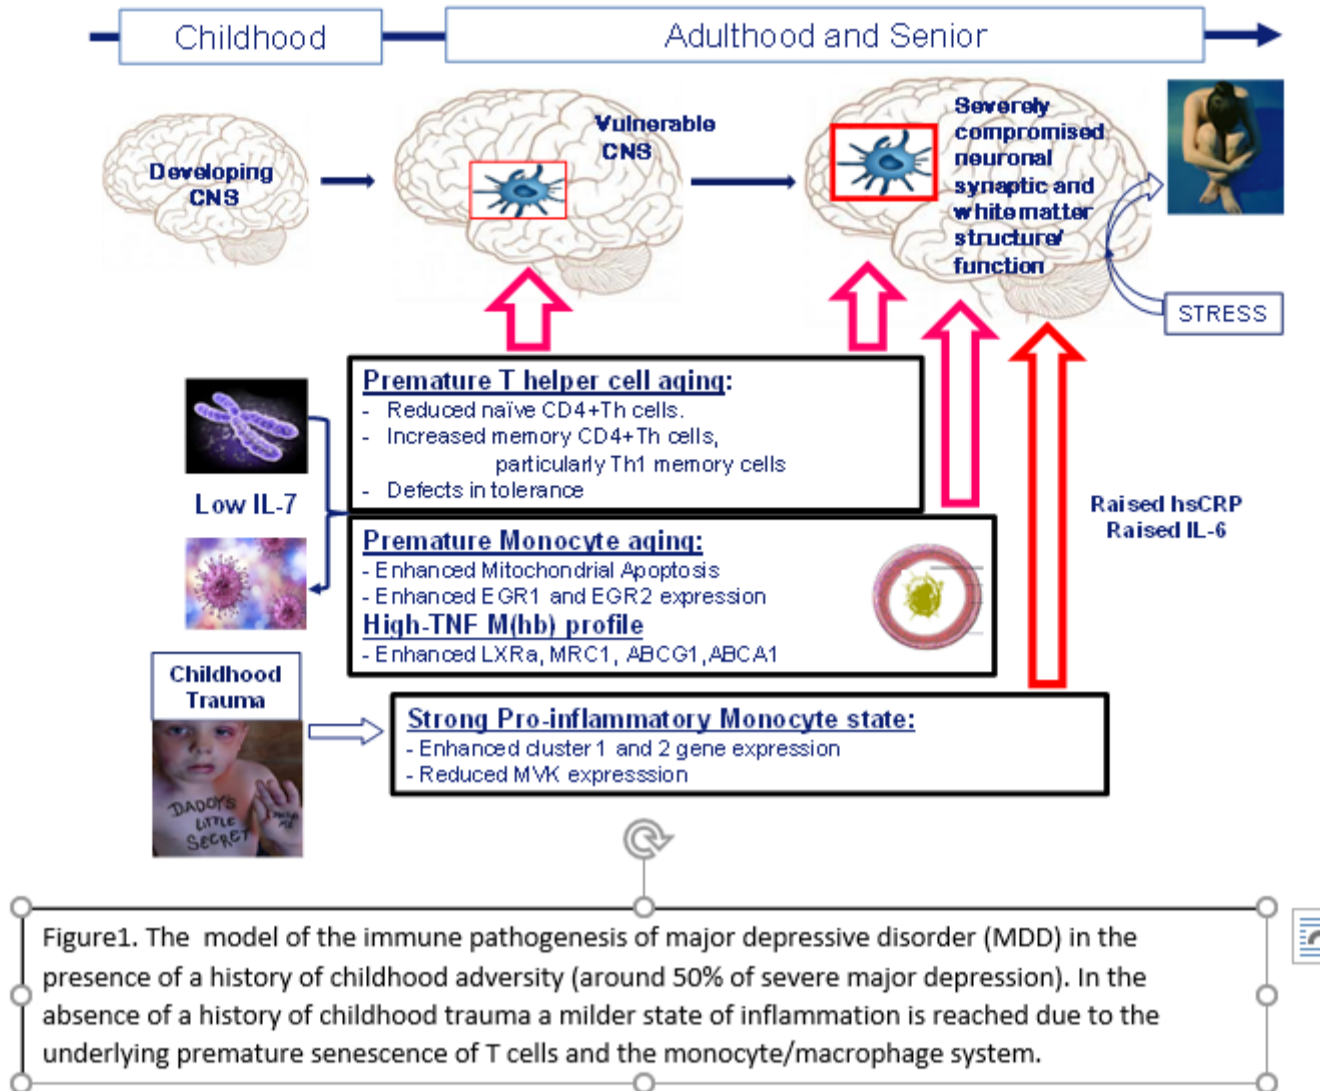 Childhood
Adulthood and Senior
Developing
CNS
Vulnerable
CNS
Severely
compromised
neuronal
synaptic and
white matter
structure/
function
STRESS
Premature T helper cell aging:
- Reduced naïve CD4+Th cells.
- Increased memory CD4+Th cells,
particularly Th1 memory cells
- Defects in tolerance
Low IL-7
Raised hsCRP
Raised IL-6
Premature Monocyte aging:
- Enhanced Mitochondrial Apoptosis
- Enhanced EGR1 and EGR2 expression
High-TNF M(hb) profile
- Enhanced LXRa, MRC1, ABCG1,ABCA1
Childhood
Trauma
Strong Pro-inflammatory Monocyte state:
- Enhanced cluster 1 and 2 gene expression
- Reduced MVK expresssion
DADDY'S
LITTLE
SECRET
Figure1. The model of the immune pathogenesis of major depressive disorder (MDD) in the
presence of a history of childhood adversity (around 50% of severe major depression). In the
absence of a history of childhood trauma a milder state of inflammation is reached due to the
underlying premature senescence of T cells and the monocyte/macrophage system.